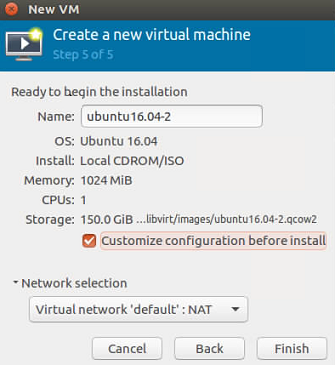 New VM
Create a new virtual machine
Step 5 of 5
Ready to begin the installation
Name: ubuntu16.04-2
OS: Ubuntu 16.04
Install: Local CDROM/ISO
Memory: 1024 MiB
CPUs: 1
Storage: 150.0 GiB ...libvirt/images/ubuntu16.04-2.qcow2
Customize configuration before install
Network selection
Virtual network 'default' : NAT
Cancel Back Finish